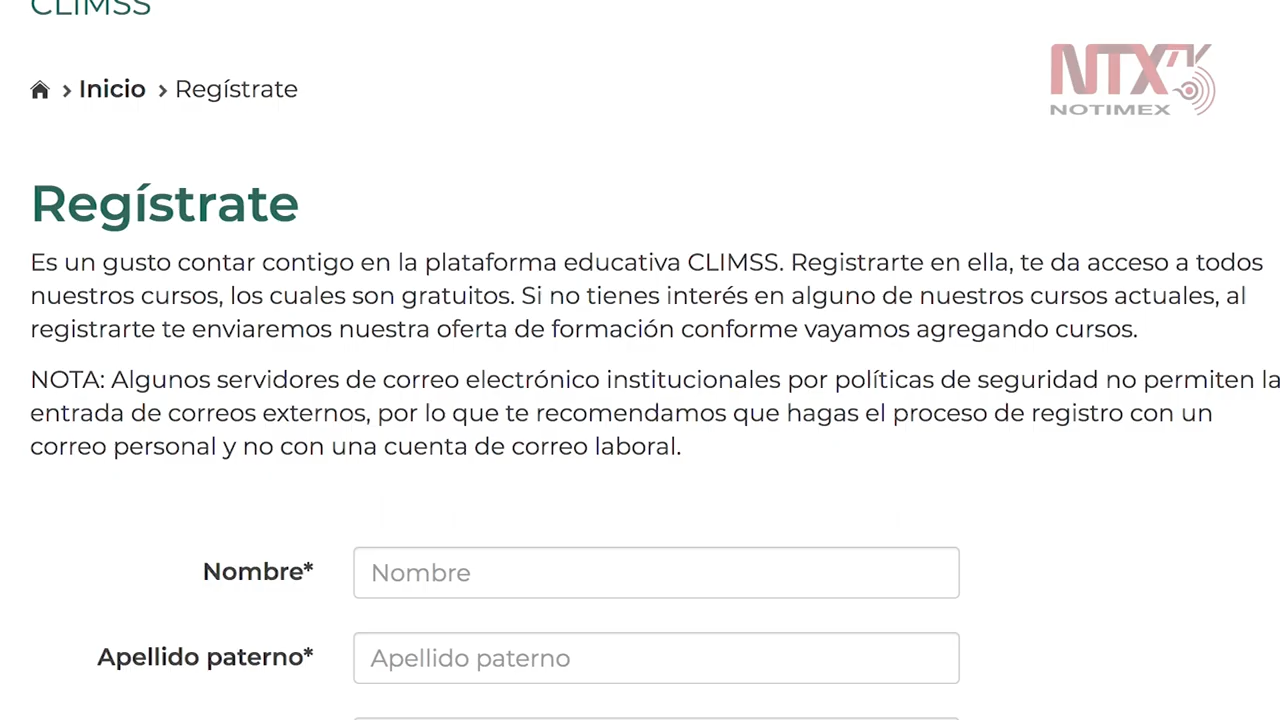 CLIMSS
NTX
NOTIMEX
Inicio Regístrate
Regístrate
Es un gusto contar contigo en la plataforma educativa CLIMSS. Registrarte en ella, te da acceso a todos
nuestros cursos, los cuales son gratuitos. Si no tienes interés en alguno de nuestros cursos actuales, al
registrarte te enviaremos nuestra oferta de formación conforme vayamos agregando cursos.
NOTA: Algunos servidores de correo electrónico institucionales por políticas de seguridad no permiten la
entrada de correos externos, por lo que te recomendamos que hagas el proceso de registro con un
correo personal y no con una cuenta de correo laboral.
Nombre* Nombre
Apellido paterno* Apellido paterno